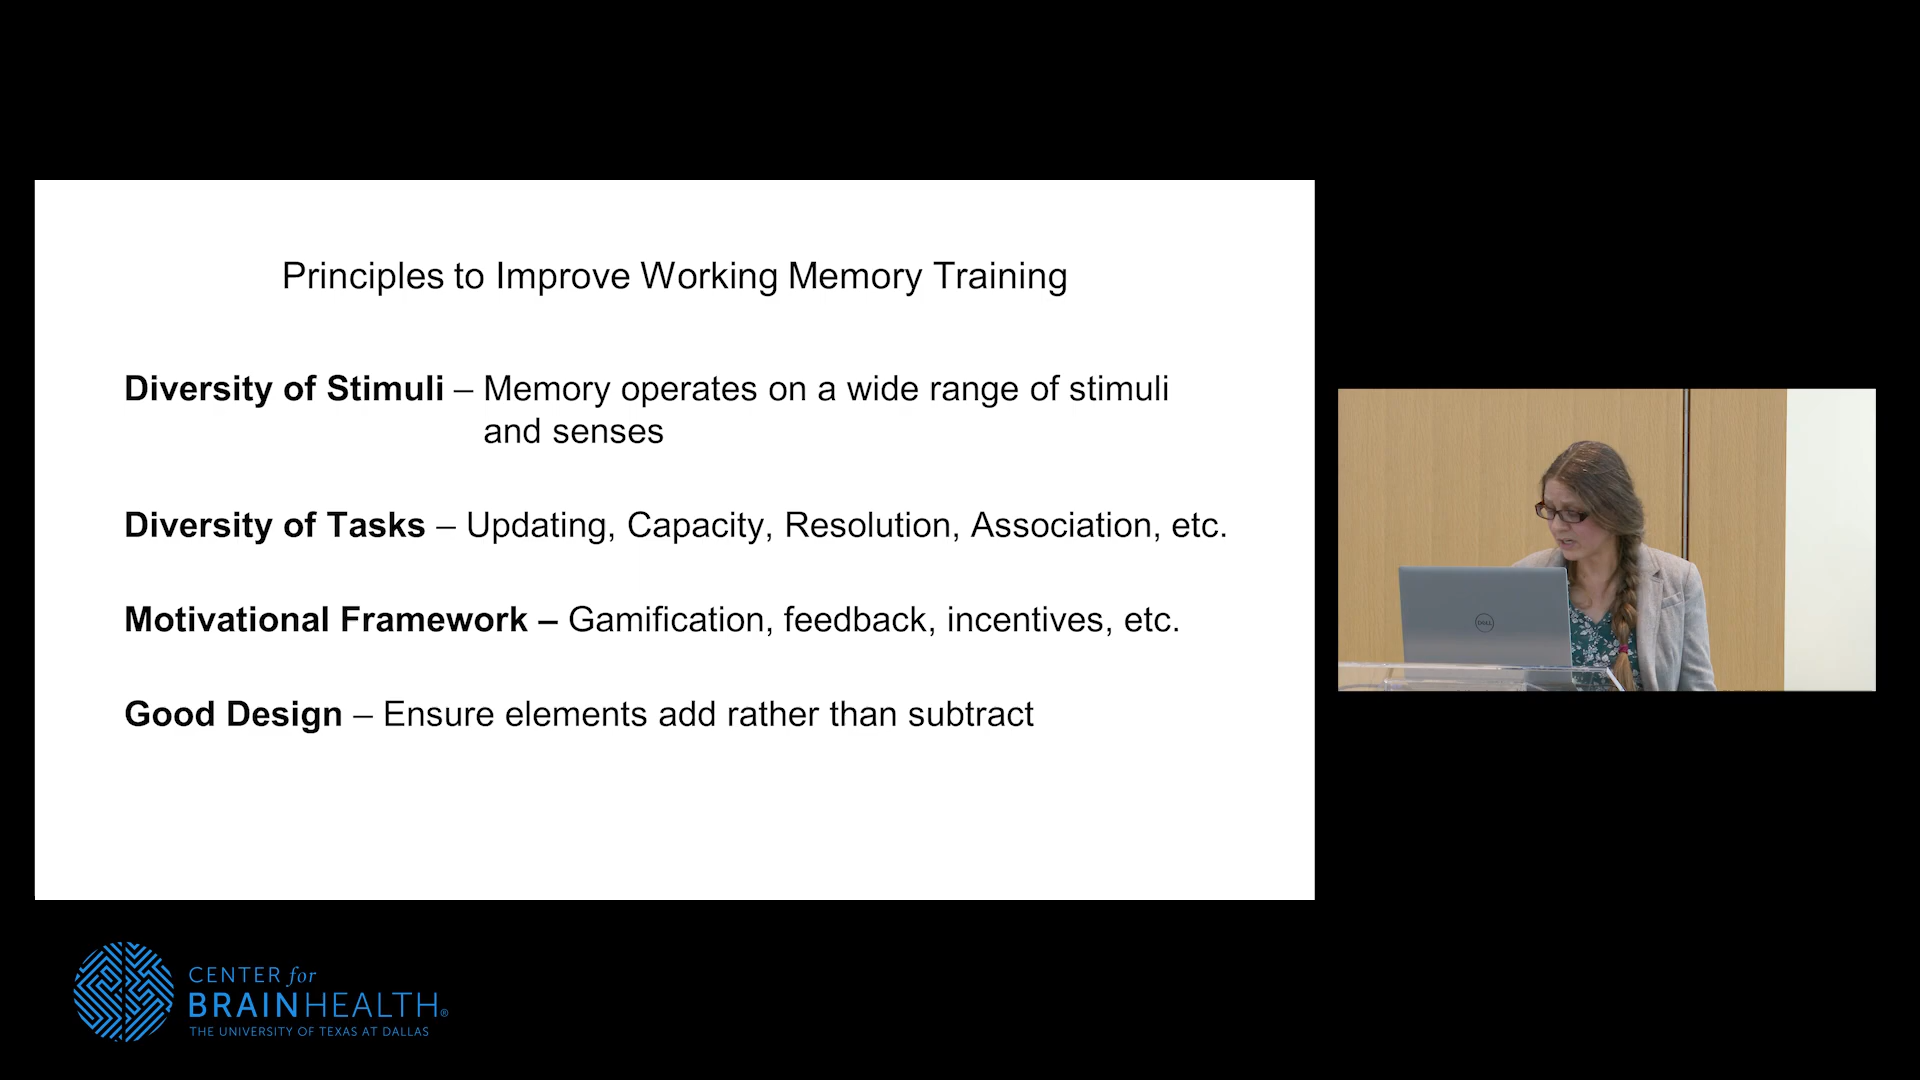 Principles to Improve Working Memory Training
Diversity of Stimuli – Memory operates on a wide range of stimuli
and senses
Diversity of Tasks – Updating, Capacity, Resolution, Association, etc.
Motivational Framework – Gamification, feedback, incentives, etc.
Good Design – Ensure elements add rather than subtract
DELL
CENTER for
BRAINHEALTH®
THE UNIVERSITY OF TEXAS AT DALLAS